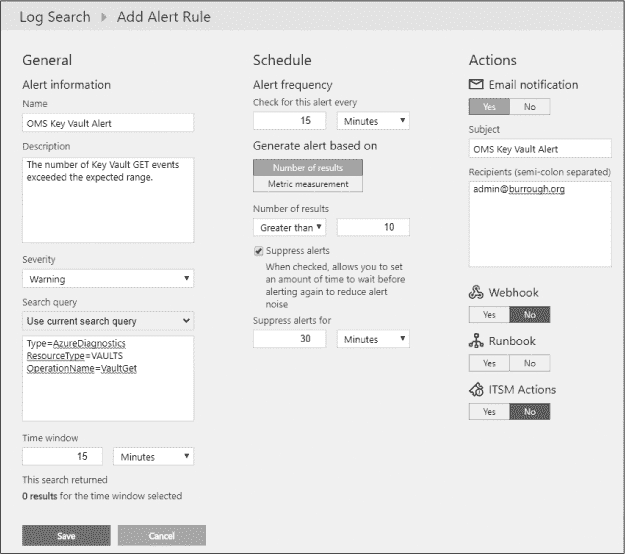 Log Search ▶ Add Alert Rule
General
Alert information
Name
OMS Key Vault Alert
Description
The number of Key Vault GET events
exceeded the expected range.
Severity
Warning
Search query
Use current search query
Type=AzureDiagnostics
ResourceType=VAULTS
OperationName=VaultGet
Time window
15 Minutes
This search returned
0 results for the time window selected
Save Cancel
Schedule
Alert frequency
Check for this alert every
15 Minutes
Generate alert based on
Number of results
Metric measurement
Number of results
Greater than 10
Suppress alerts
When checked, allows you to set
an amount of time to wait before
alerting again to reduce alert
noise
Suppress alerts for
30 Minutes
Actions
Email notification
Yes No
Subject
OMS Key Vault Alert
Recipients (semi-colon separated)
admin@burrough.org
Webhook
Yes No
Runbook
Yes No
ITSM Actions
Yes No